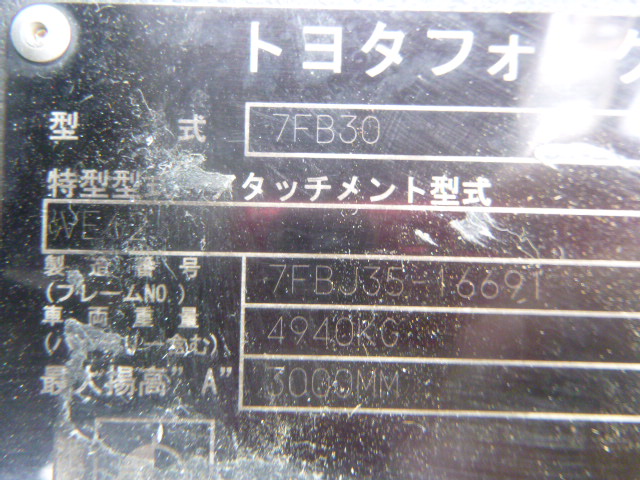 トヨタフォーク
型 式 7FB30
特型型 アタッチメント型式
製造番号 7FBJ35-16691
(フレームNO.)
車両重量 4940KG
最大揚高"A" 3000MM